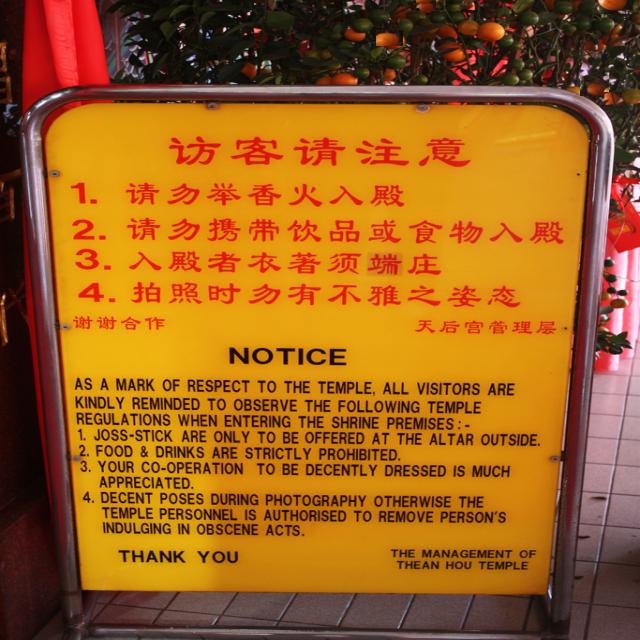 访客请注意
1. 请勿举香火入殿
2. 请勿携带饮品或食物入殿
3. 入殿者衣著须端庄
4. 拍照时勿有不雅之姿态
谢谢合作 天后宫管理层
NOTICE
AS A MARK OF RESPECT TO THE TEMPLE, ALL VISITORS ARE
KINDLY REMINDED TO OBSERVE THE FOLLOWING TEMPLE
REGULATIONS WHEN ENTERING THE SHRINE PREMISES:-
1. JOSS-STICK ARE ONLY TO BE OFFERED AT THE ALTAR OUTSIDE.
2. FOOD & DRINKS ARE STRICTLY PROHIBITED.
3. YOUR CO-OPERATION TO BE DECENTLY DRESSED IS MUCH
APPRECIATED.
4. DECENT POSES DURING PHOTOGRAPHY OTHERWISE THE
TEMPLE PERSONNEL IS AUTHORISED TO REMOVE PERSON'S
INDULGING IN OBSCENE ACTS.
THANK YOU
THE MANAGEMENT OF
THEAN HOU TEMPLE